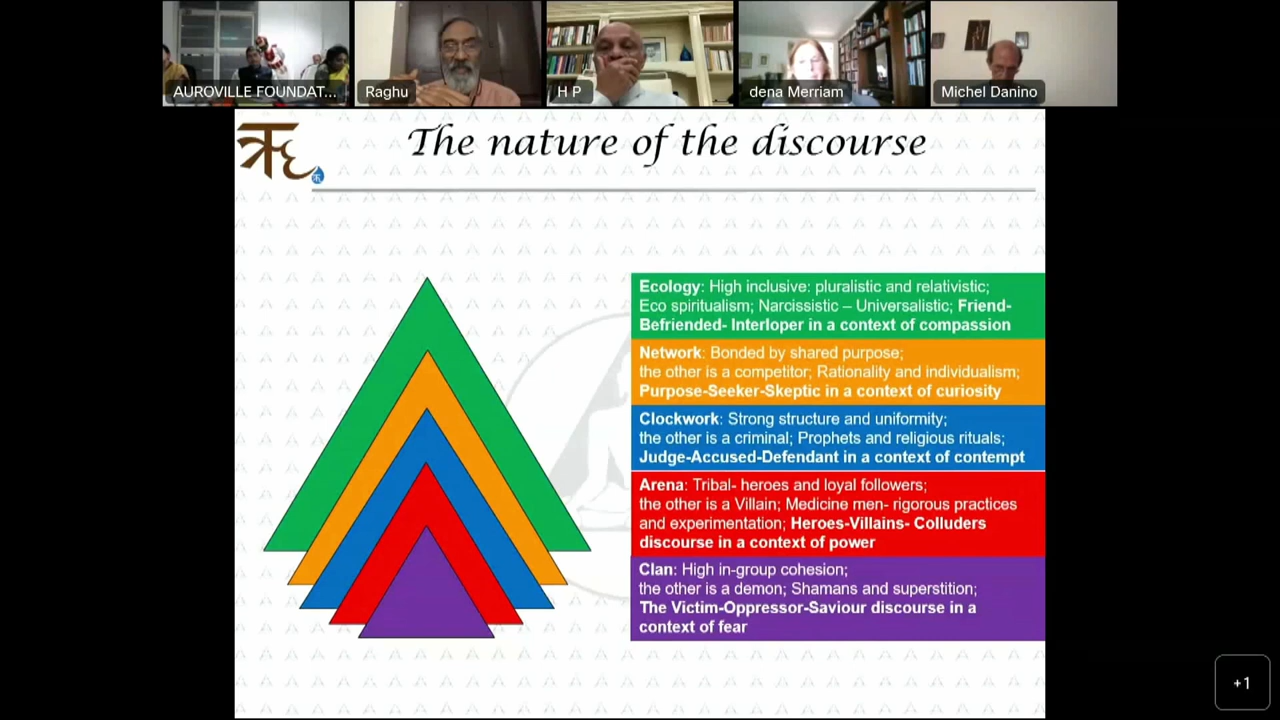 AUROVILLE FOUNDAT...
Raghu
H P
dena Merriam
Michel Danino
ऋ
The nature of the discourse
Ecology: High inclusive: pluralistic and relativistic;
Eco spiritualism; Narcissistic – Universalistic; Friend-
Befriended- Interloper in a context of compassion
Network: Bonded by shared purpose;
the other is a competitor; Rationality and individualism;
Purpose-Seeker-Skeptic in a context of curiosity
Clockwork: Strong structure and uniformity;
the other is a criminal; Prophets and religious rituals;
Judge-Accused-Defendant in a context of contempt
Arena: Tribal- heroes and loyal followers;
the other is a Villain; Medicine men- rigorous practices
and experimentation; Heroes-Villains- Colluders
discourse in a context of power
Clan: High in-group cohesion;
the other is a demon; Shamans and superstition;
The Victim-Oppressor-Saviour discourse in a
context of fear
+1